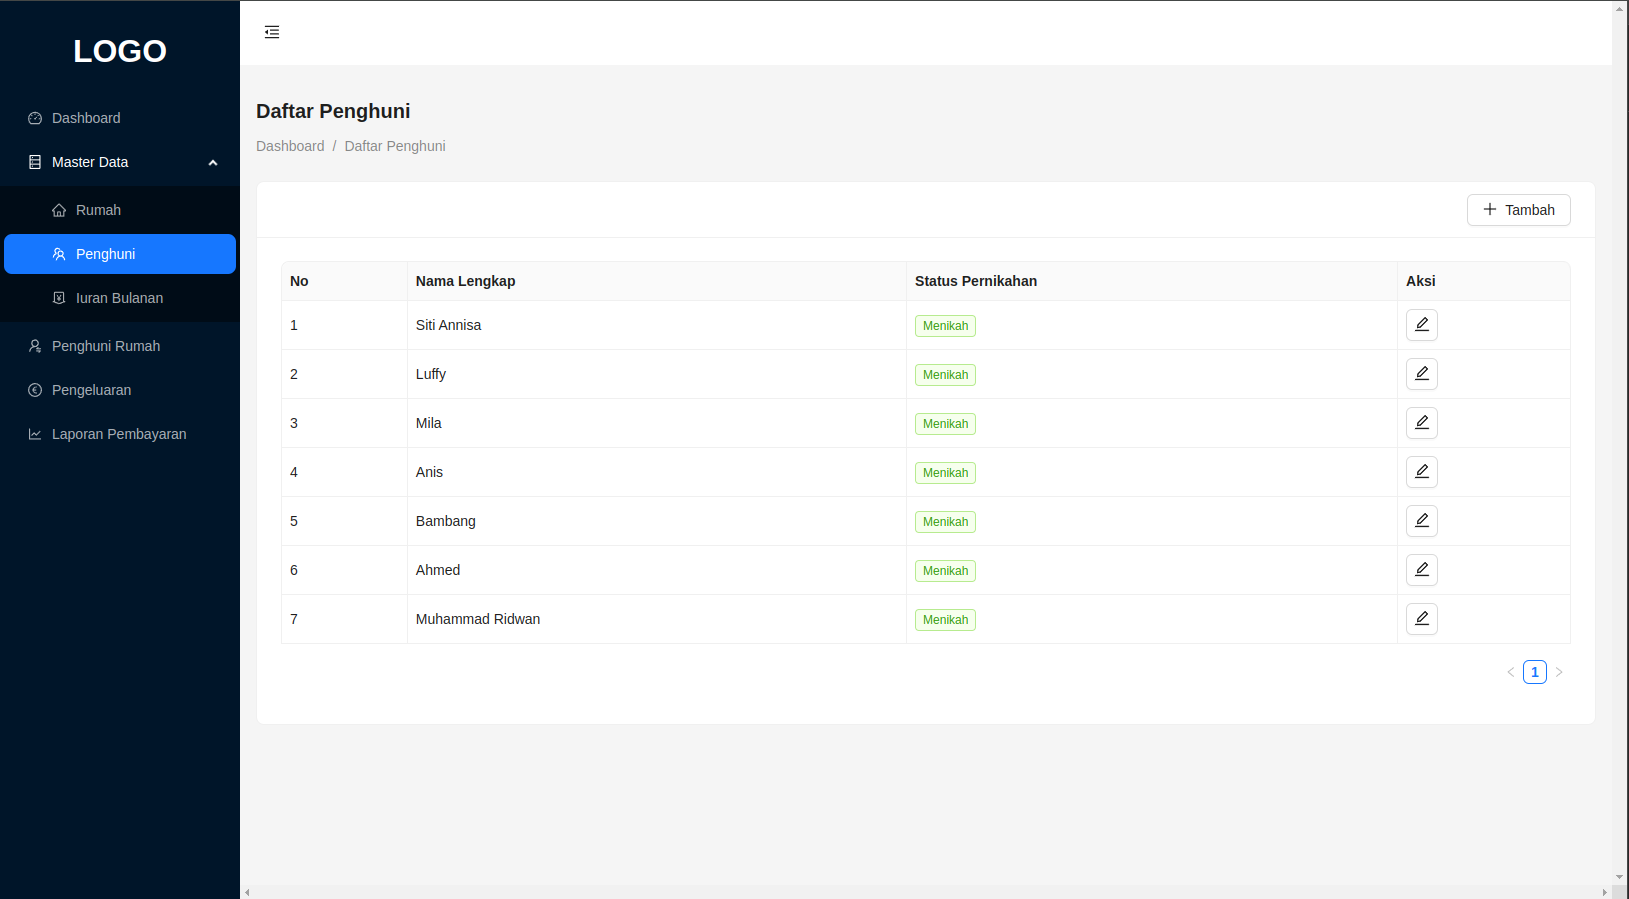 LOGO
Dashboard
Master Data
Rumah
Penghuni
Iuran Bulanan
Penghuni Rumah
Pengeluaran
Laporan Pembayaran
Daftar Penghuni
Dashboard / Daftar Penghuni
Tambah
No Nama Lengkap Status Pernikahan Aksi
1 Siti Annisa Menikah
2 Luffy Menikah
3 Mila Menikah
4 Anis Menikah
5 Bambang Menikah
6 Ahmed Menikah
7 Muhammad Ridwan Menikah
1